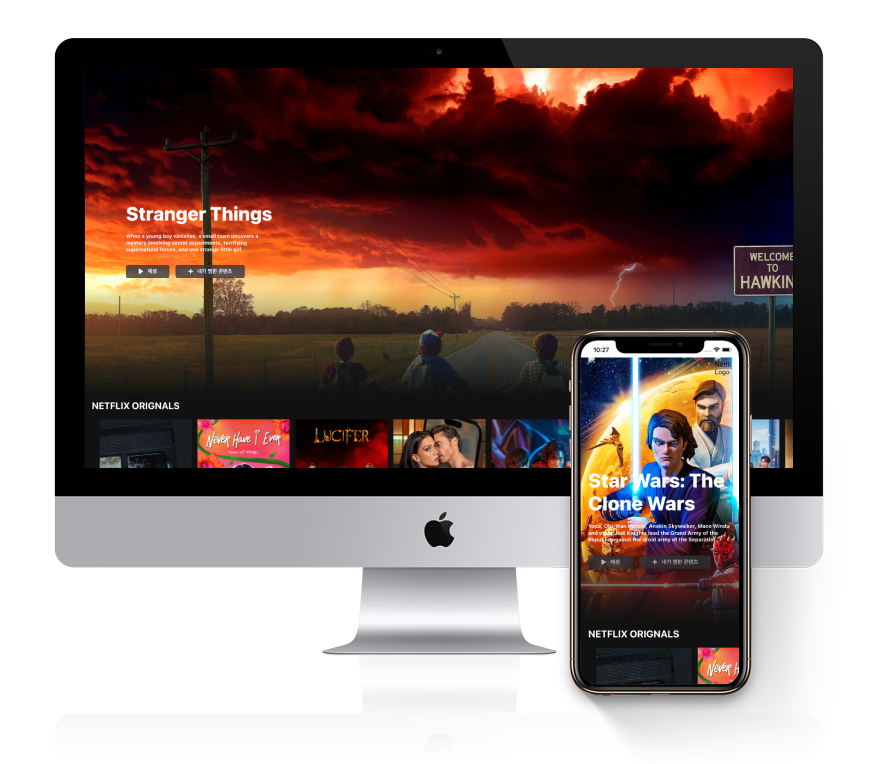 Stranger Things
When a young boy vanishes, a small town uncovers a
mystery involving secret experiments, terrifying
supernatural forces, and one strange little girl.
재생
내가 찜한 콘텐츠
WELCOME
TO
HAWKIN
NETFLIX ORIGNALS
Never Have I Ever
LUCIFER
10:27
Netfli
Logo
Star Wars: The
Clone Wars
Yoda, Obi-Wan Kenobi, Anakin Skywalker, Mace Windu
and other Jedi Knights lead the Grand Army of the
Republic against the droid army of the Separatists.
재생
내가 찜한 콘텐츠
NETFLIX ORIGNALS
Never H